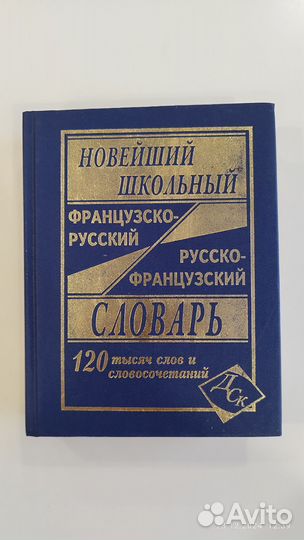 НОВЕЙШИЙ
ШКОЛЬНЫЙ
ФРАНЦУЗСКО-
РУССКИЙ
РУССКО-
ФРАНЦУЗСКИЙ
СЛОВАРЬ
120 тысяч слов и
словосочетаний
ДСК
Avito